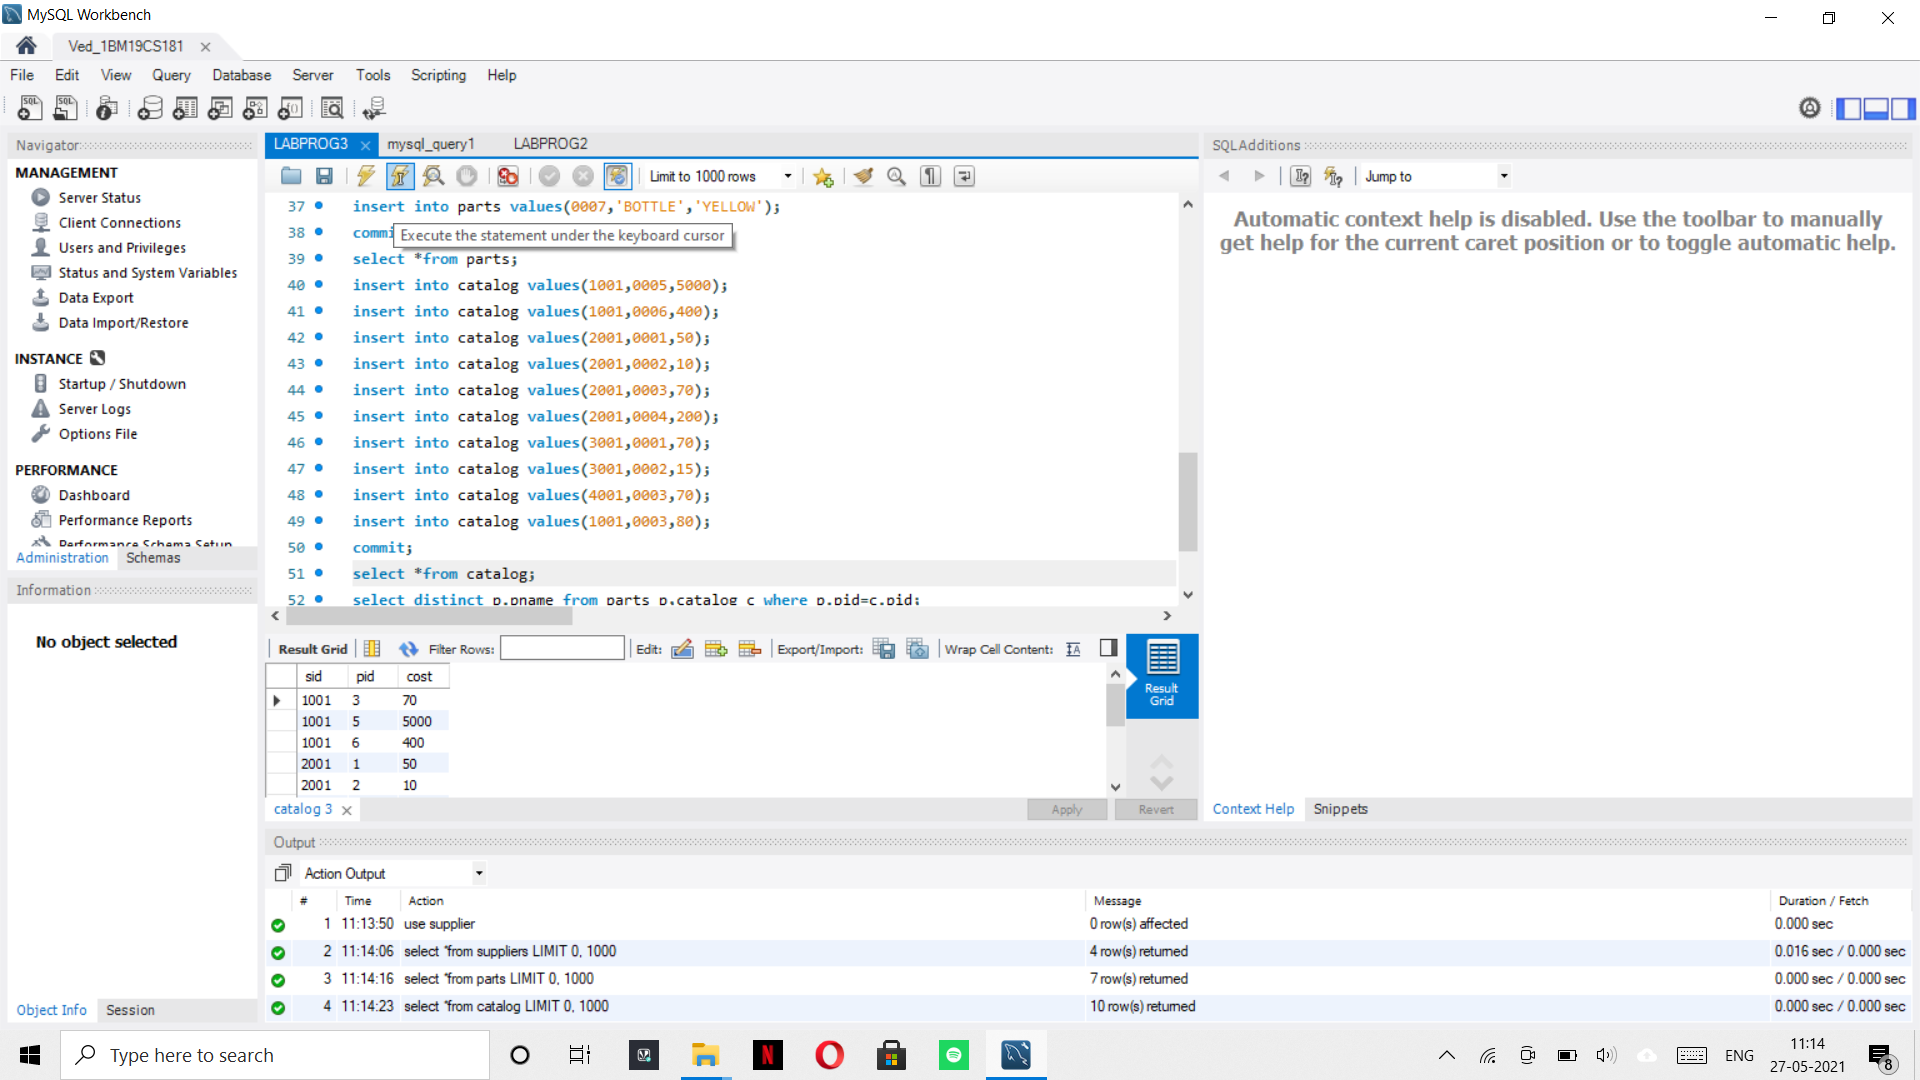 MySQL Workbench
Ved_1BM19CS181
File Edit View Query Database Server Tools Scripting Help
Navigator
MANAGEMENT
Server Status
Client Connections
Users and Privileges
Status and System Variables
Data Export
Data Import/Restore
INSTANCE
Startup / Shutdown
Server Logs
Options File
PERFORMANCE
Dashboard
Performance Reports
Performance Schema Setup
Administration Schemas
Information
No object selected
Object Info Session
LABPROG3 mysql_query1 LABPROG2
Limit to 1000 rows
37 insert into parts values(0007,'BOTTLE','YELLOW');
38 commi
Execute the statement under the keyboard cursor
39 select *from parts;
40 insert into catalog values(1001,0005,5000);
41 insert into catalog values(1001,0006,400);
42 insert into catalog values(2001,0001,50);
43 insert into catalog values(2001,0002,10);
44 insert into catalog values(2001,0003,70);
45 insert into catalog values(2001,0004,200);
46 insert into catalog values(3001,0001,70);
47 insert into catalog values(3001,0002,15);
48 insert into catalog values(4001,0003,70);
49 insert into catalog values(1001,0003,80);
50 commit;
51 select *from catalog;
52 select distinct p.pname from parts p,catalog c where p.pid=c.pid;
Result Grid Filter Rows: Edit: Export/Import: Wrap Cell Content:
sid pid cost
1001 3 70
1001 5 5000
1001 6 400
2001 1 50
2001 2 10
Result
Grid
catalog 3
Apply Revert
SQLAdditions
Jump to
Automatic context help is disabled. Use the toolbar to manually
get help for the current caret position or to toggle automatic help.
Context Help Snippets
Output
Action Output
# Time Action Message Duration / Fetch
1 11:13:50 use supplier 0 row(s) affected 0.000 sec
2 11:14:06 select *from suppliers LIMIT 0, 1000 4 row(s) returned 0.016 sec / 0.000 sec
3 11:14:16 select *from parts LIMIT 0, 1000 7 row(s) returned 0.000 sec / 0.000 sec
4 11:14:23 select *from catalog LIMIT 0, 1000 10 row(s) returned 0.000 sec / 0.000 sec
Type here to search
ENG
11:14
27-05-2021
8